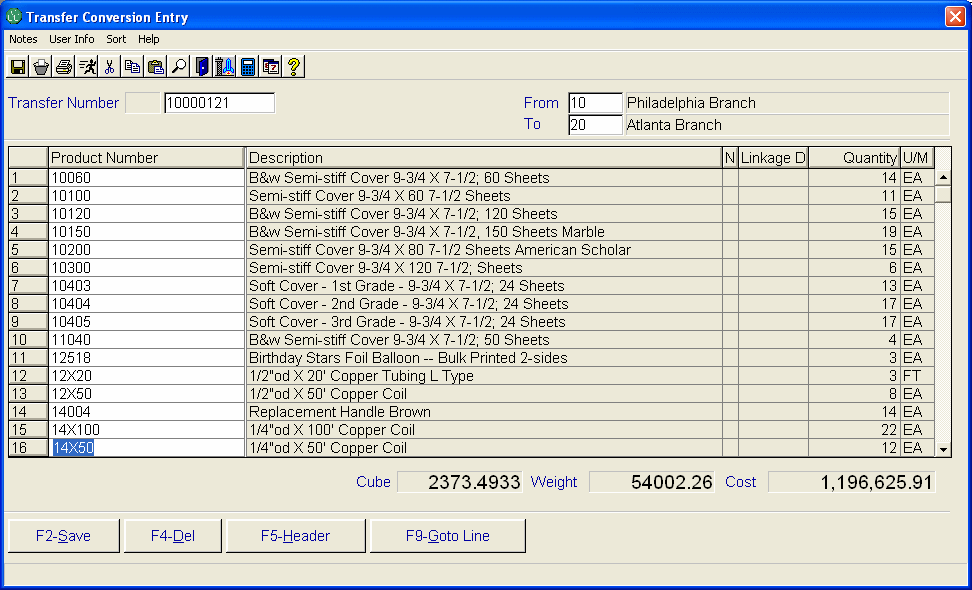 Transfer Conversion Entry
Notes User Info Sort Help
Transfer Number 10000121 From 10 Philadelphia Branch
To 20 Atlanta Branch
Product Number Description N Linkage D Quantity U/M
1 10060 B&w Semi-stiff Cover 9-3/4 X 7-1/2; 60 Sheets 14 EA
2 10100 Semi-stiff Cover 9-3/4 X 60 7-1/2 Sheets 11 EA
3 10120 B&w Semi-stiff Cover 9-3/4 X 7-1/2; 120 Sheets 15 EA
4 10150 B&w Semi-stiff Cover 9-3/4 X 7-1/2, 150 Sheets Marble 19 EA
5 10200 Semi-stiff Cover 9-3/4 X 80 7-1/2 Sheets American Scholar 15 EA
6 10300 Semi-stiff Cover 9-3/4 X 120 7-1/2; Sheets 6 EA
7 10403 Soft Cover - 1st Grade - 9-3/4 X 7-1/2; 24 Sheets 13 EA
8 10404 Soft Cover - 2nd Grade - 9-3/4 X 7-1/2; 24 Sheets 17 EA
9 10405 Soft Cover - 3rd Grade - 9-3/4 X 7-1/2; 24 Sheets 17 EA
10 11040 B&w Semi-stiff Cover 9-3/4 X 7-1/2; 50 Sheets 4 EA
11 12518 Birthday Stars Foil Balloon -- Bulk Printed 2-sides 3 EA
12 12X20 1/2"od X 20' Copper Tubing L Type 3 FT
13 12X50 1/2"od X 50' Copper Coil 8 EA
14 14004 Replacement Handle Brown 14 EA
15 14X100 1/4"od X 100' Copper Coil 22 EA
16 14X50 1/4"od X 50' Copper Coil 12 EA
Cube 2373.4933 Weight 54002.26 Cost 1,196,625.91
F2-Save F4-Del F5-Header F9-Goto Line